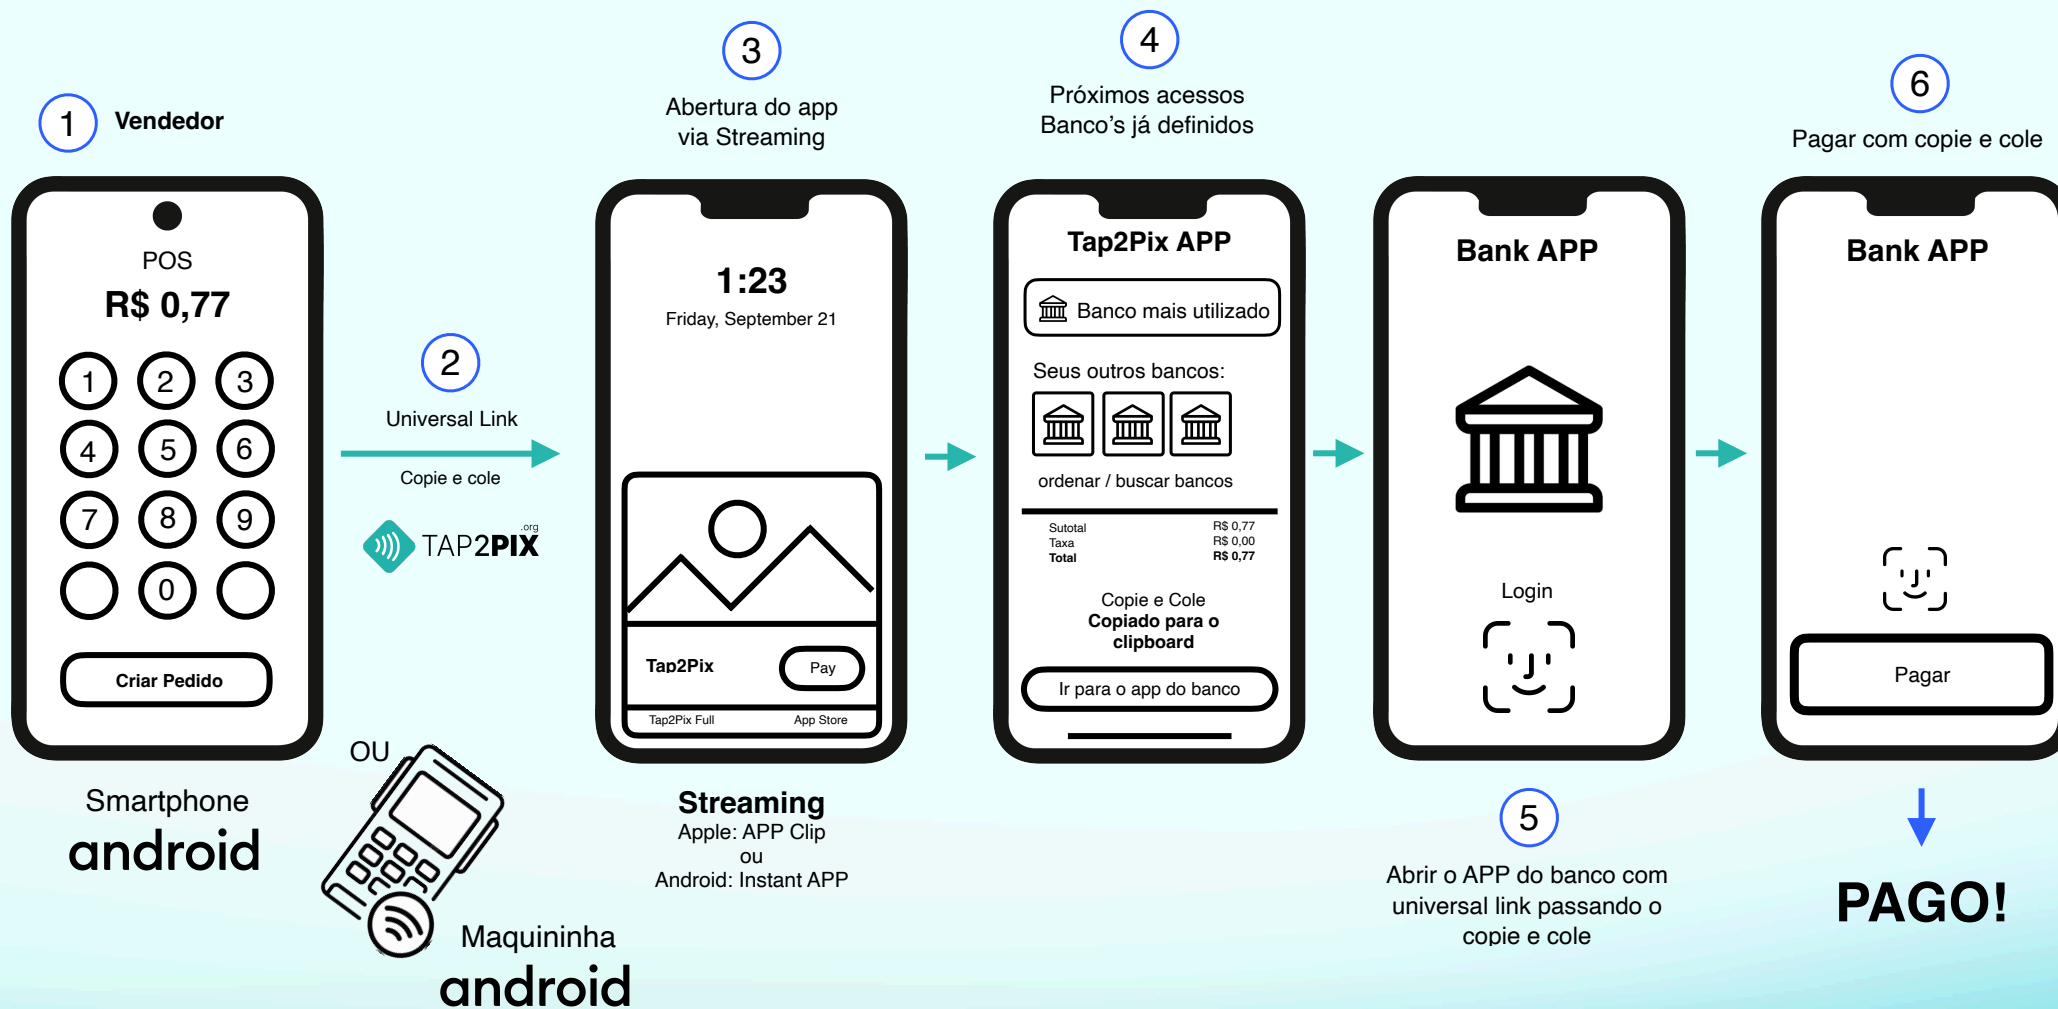 1
Vendedor
POS
R$ 0,77
1 2 3
4 5 6
7 8 9
0
Criar Pedido
Smartphone
android
OU
Maquininha
android
2
Universal Link
Copie e cole
TAP2PIX
.org
3
Abertura do app
via Streaming
1:23
Friday, September 21
Tap2Pix
Pay
Tap2Pix Full App Store
Streaming
Apple: APP Clip
ou
Android: Instant APP
4
Próximos acessos
Banco's já definidos
Tap2Pix APP
Banco mais utilizado
Seus outros bancos:
ordenar / buscar bancos
Sutotal R$ 0,77
Taxa R$ 0,00
Total R$ 0,77
Copie e Cole
Copiado para o
clipboard
Ir para o app do banco
Bank APP
Login
5
Abrir o APP do banco com
universal link passando o
copie e cole
6
Pagar com copie e cole
Bank APP
Pagar
PAGO!